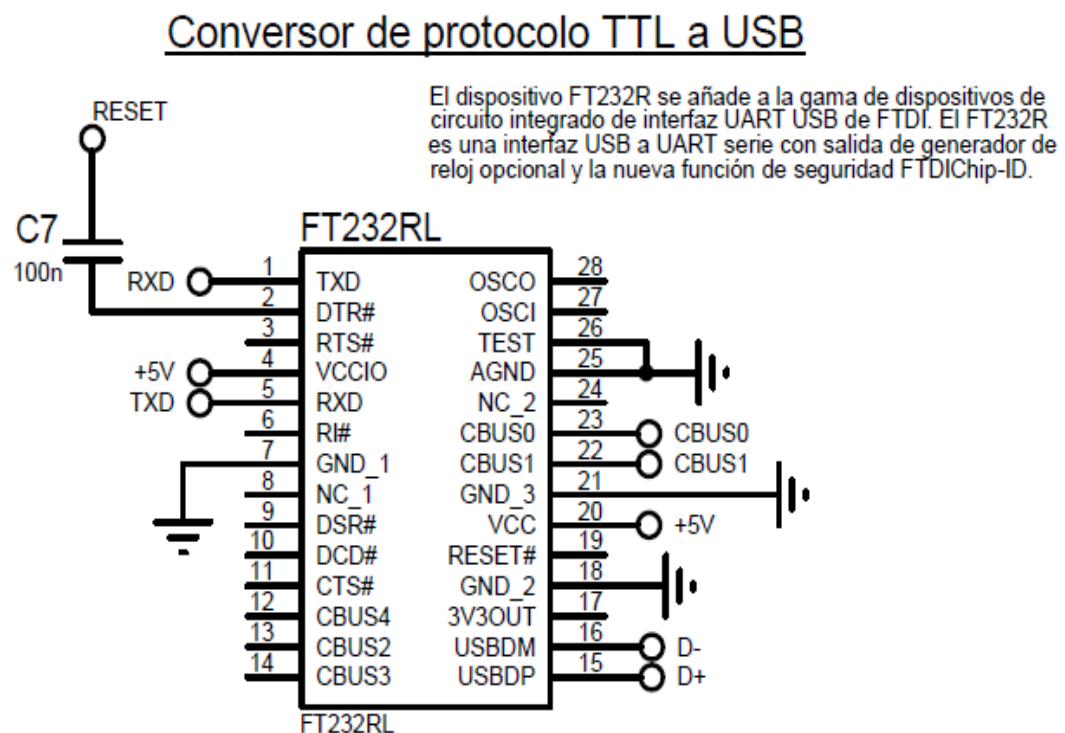 Conversor de protocolo TTL a USB
El dispositivo FT232R se añade a la gama de dispositivos de
circuito integrado de interfaz UART USB de FTDI. El FT232R
es una interfaz USB a UART serie con salida de generador de
reloj opcional y la nueva función de seguridad FTDIChip-ID.
RESET
C7
100n
FT232RL
RXD 1 TXD OSCO 28
2 DTR# OSCI 27
3 RTS# TEST 26
+5V 4 VCCIO AGND 25
TXD 5 RXD NC_2 24
6 RI# CBUS0 23 CBUS0
7 GND_1 CBUS1 22 CBUS1
8 NC_1 GND_3 21
9 DSR# VCC 20 +5V
10 DCD# RESET# 19
11 CTS# GND_2 18
12 CBUS4 3V3OUT 17
13 CBUS2 USBDM 16 D-
14 CBUS3 USBDP 15 D+
FT232RL